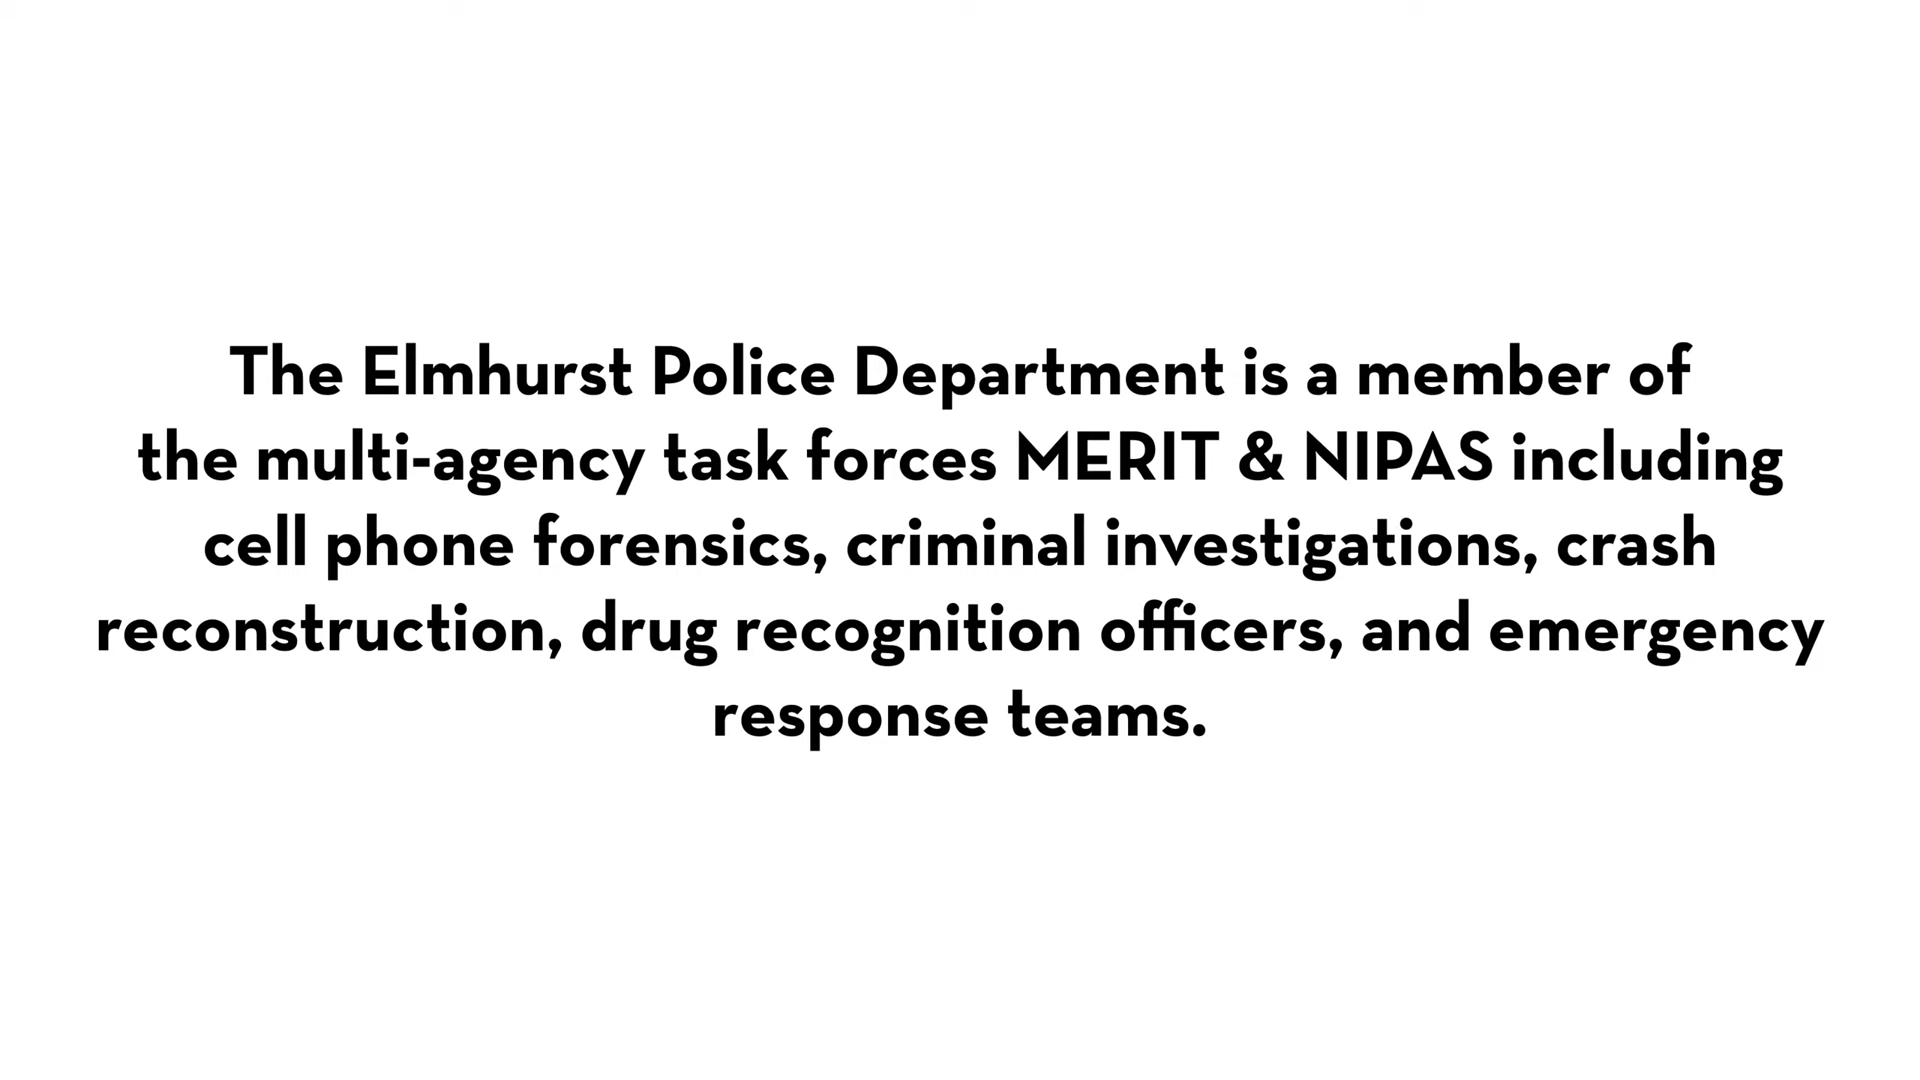 The Elmhurst Police Department is a member of
the multi-agency task forces MERIT & NIPAS including
cell phone forensics, criminal investigations, crash
reconstruction, drug recognition officers, and emergency
response teams.